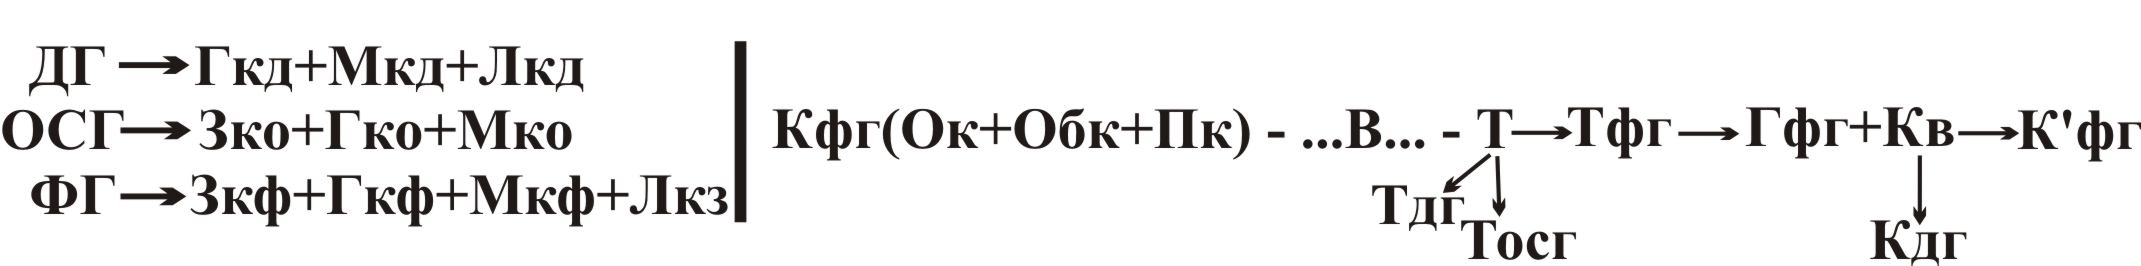 ДГ→Гкд+Мкд+Лкд
ОСГ→Зко+Гко+Мко
ФГ→Зкф+Гкф+Мкф+Лкз
Кфг(Ок+Обк+Пк) - ...В... - Т→Тфг→Гфг+Кв→К'фг
Тдг
Тосг
Кдг